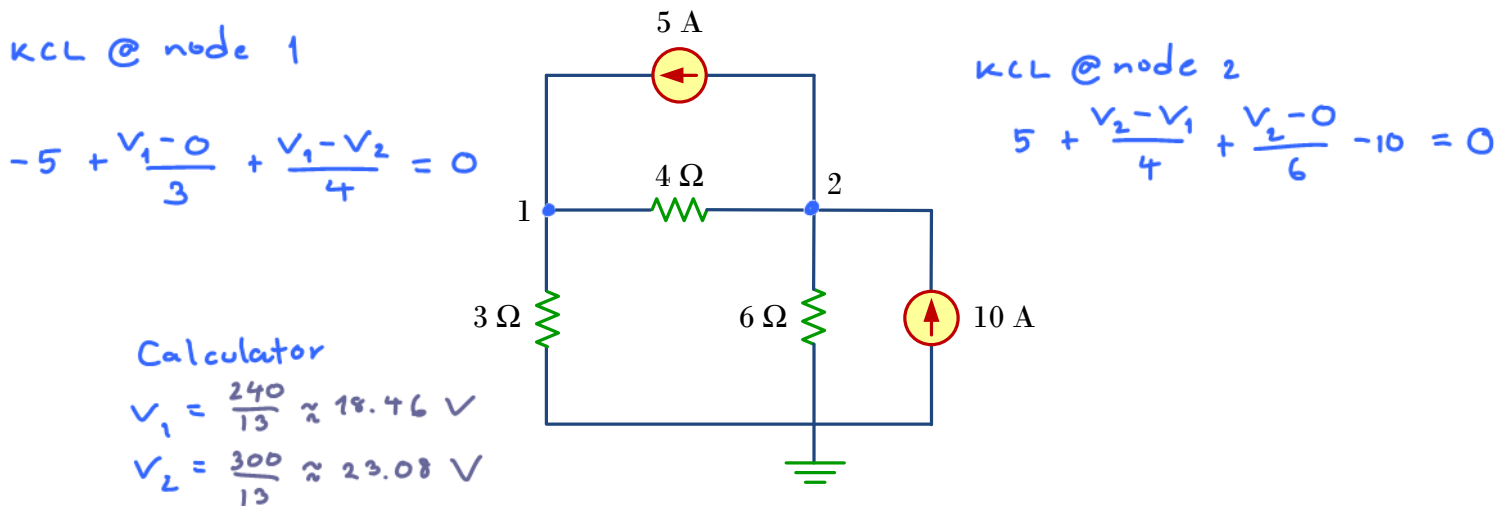 KCL @ node 1
-5 + (V₁-0)/3 + (V₁-V₂)/4 = 0
5 A
KCL @ node 2
5 + (V₂-V₁)/4 + (V₂-0)/6 -10 = 0
4 Ω
1
2
3 Ω
6 Ω
10 A
Calculator
V₁ = 240/13 ≈ 18.46 V
V₂ = 300/13 ≈ 23.08 V